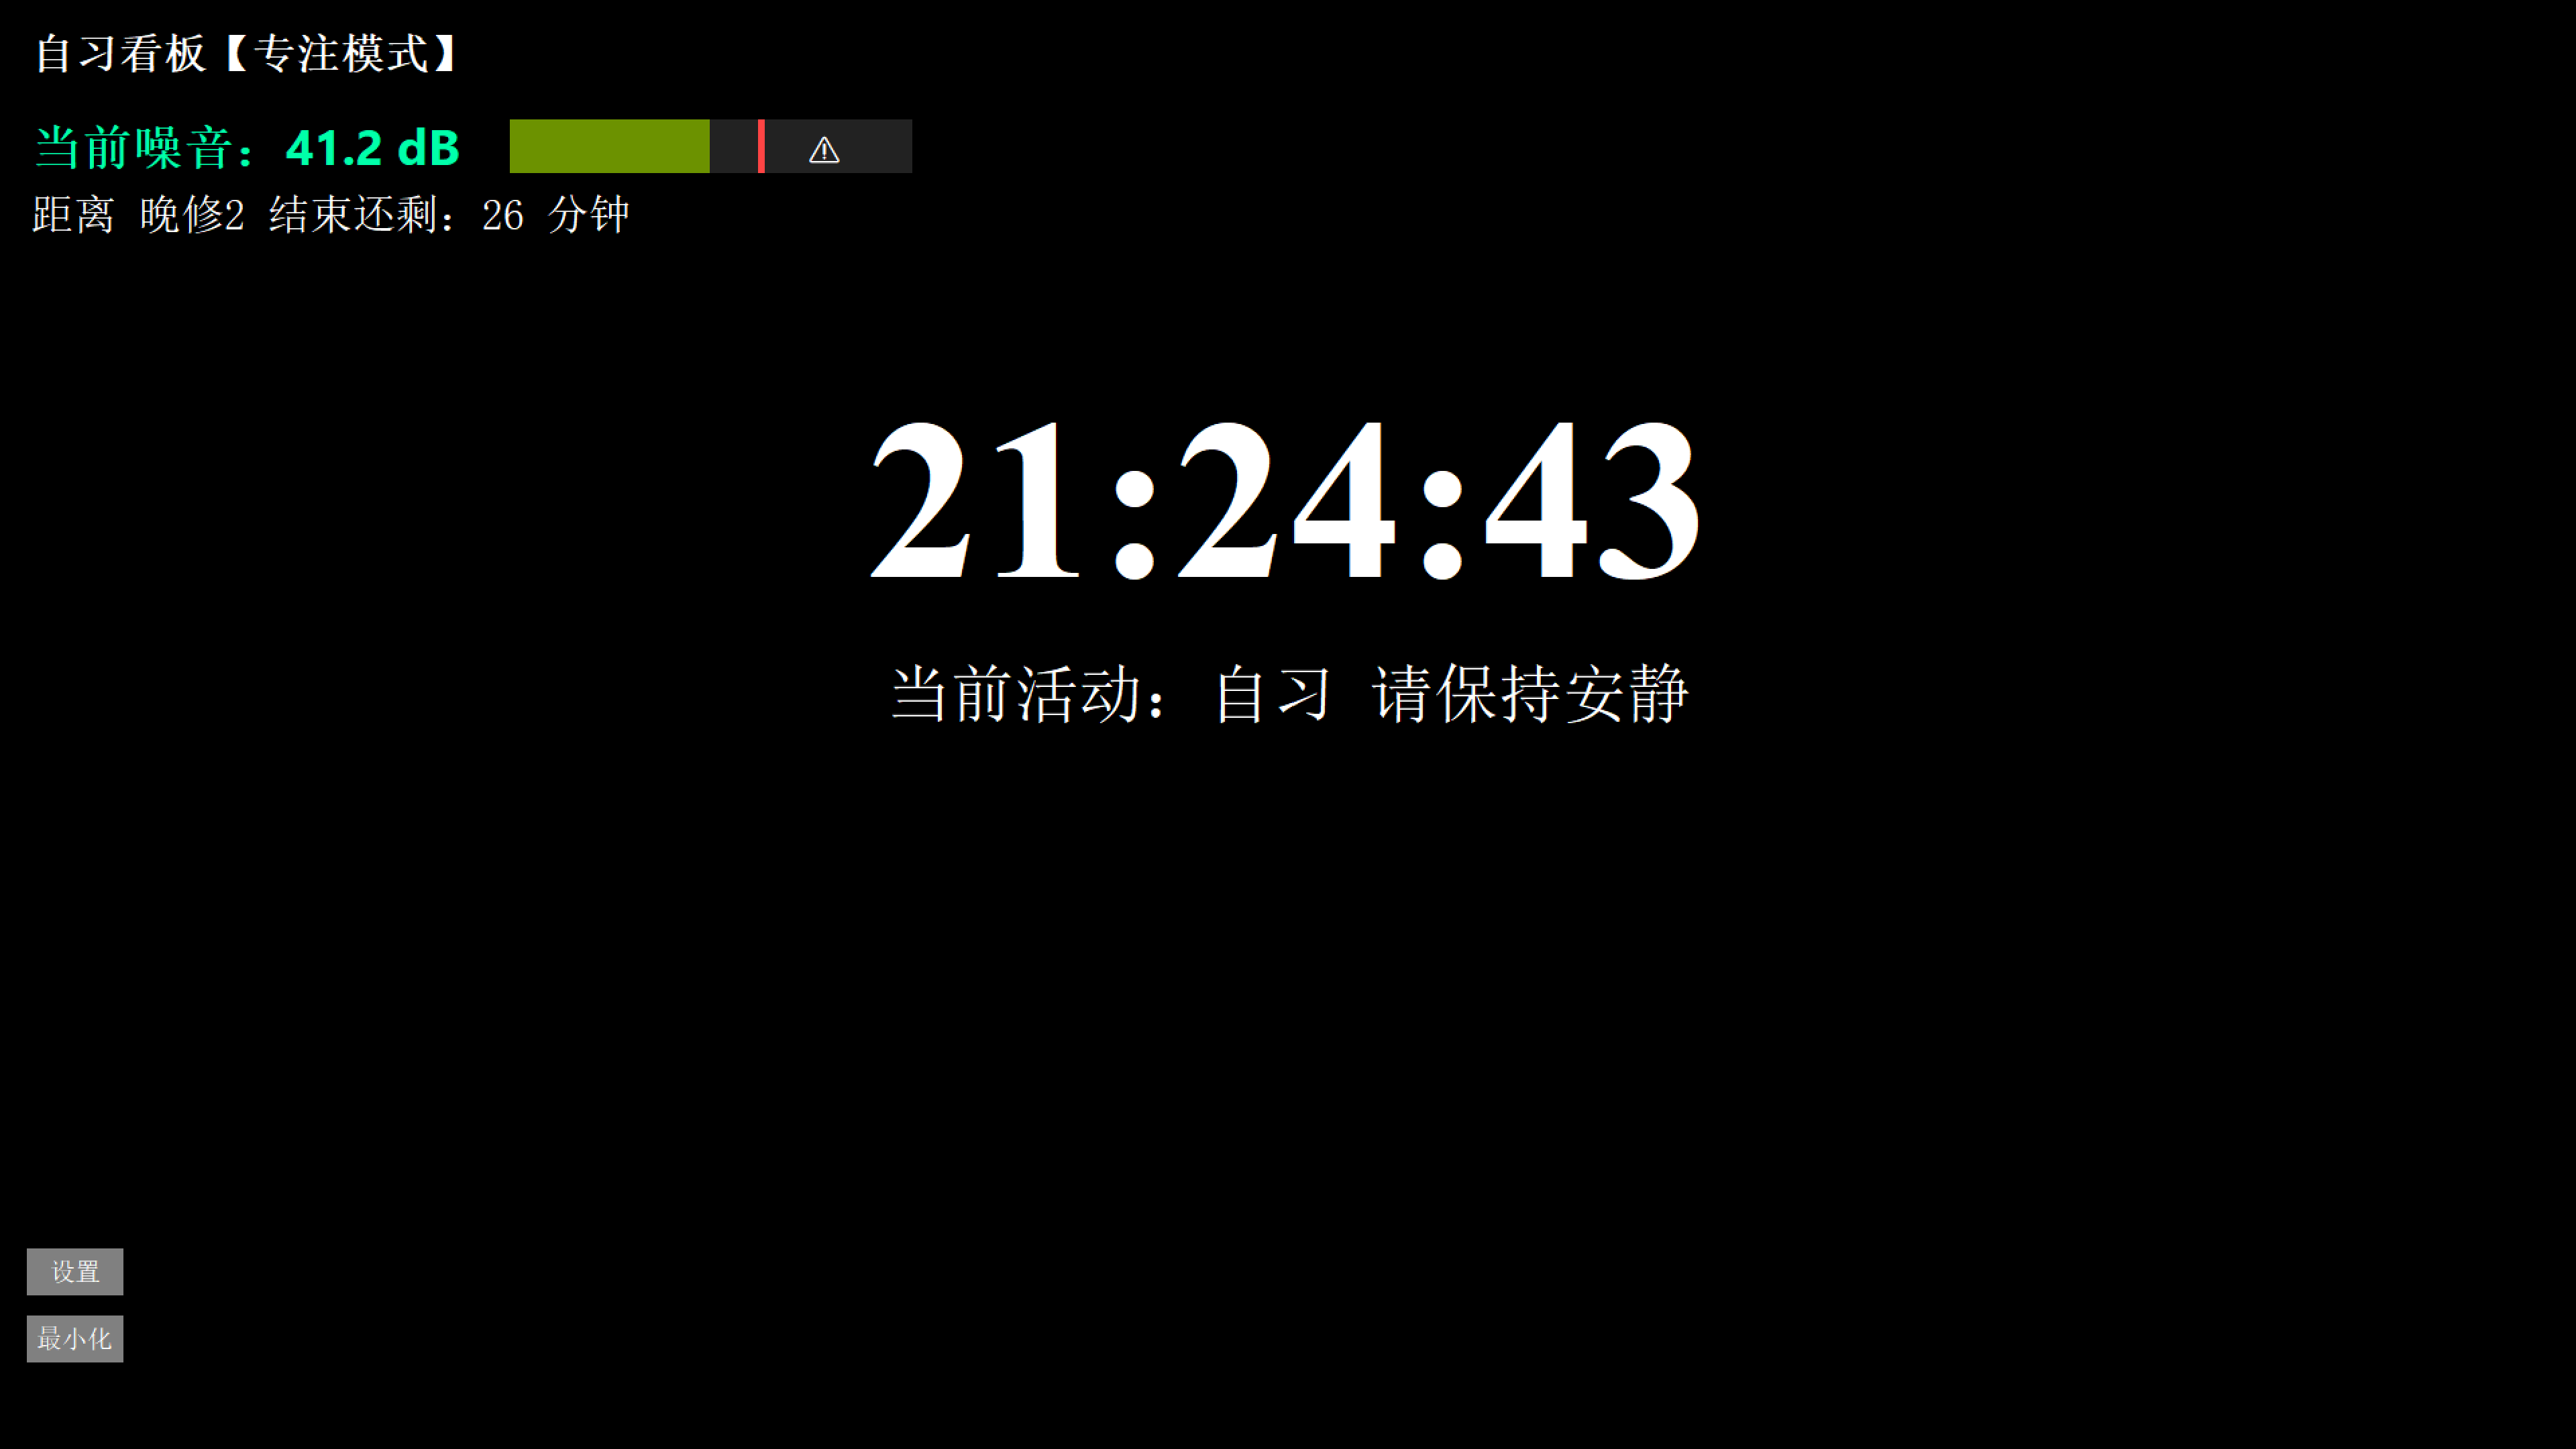 自习看板【专注模式】
当前噪音：41.2 dB
距离 晚修2 结束还剩：26 分钟
21:24:43
当前活动：自习 请保持安静
设置
最小化